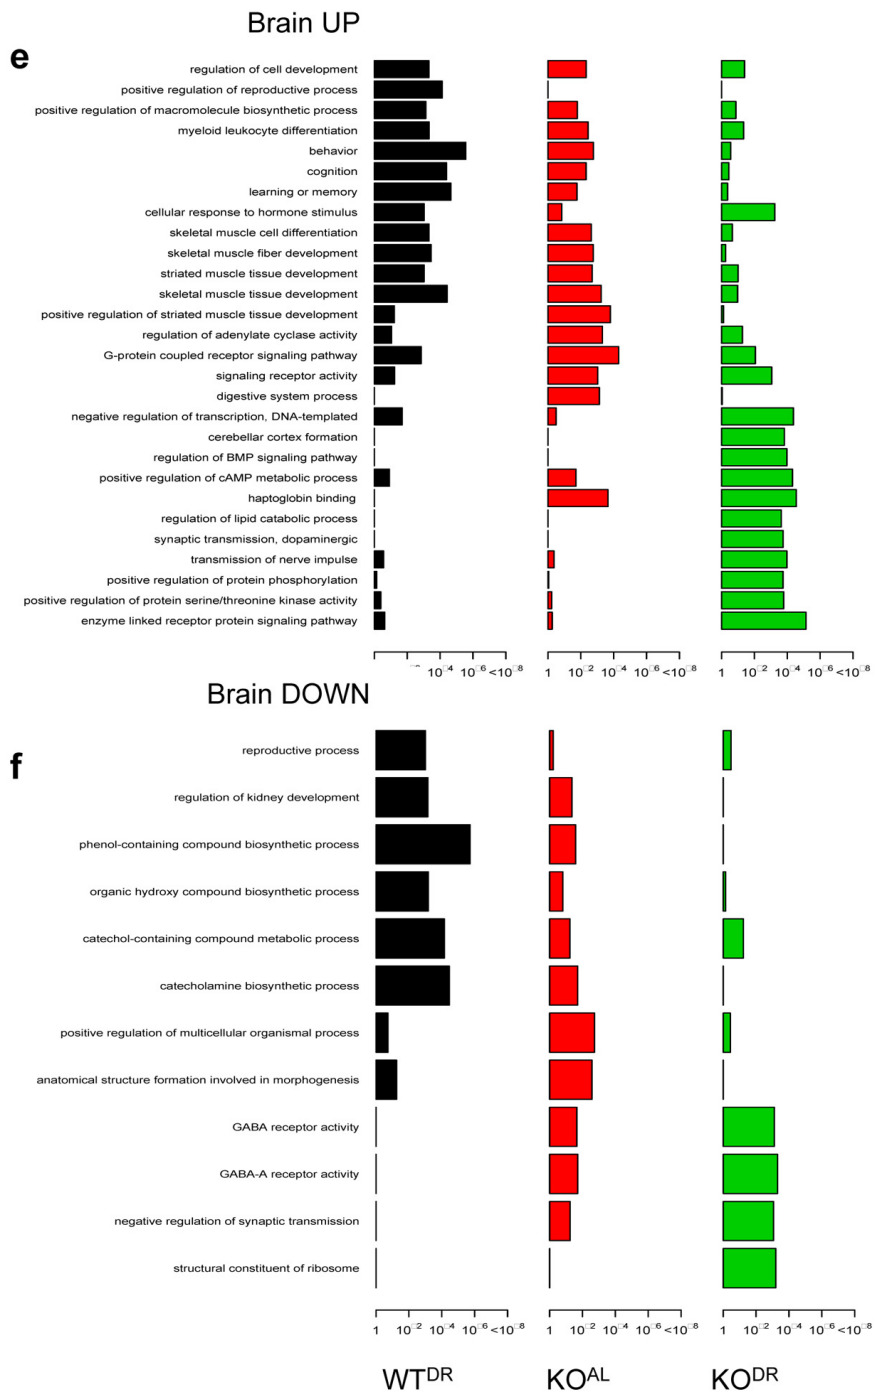 Brain UP
e
regulation of cell development
positive regulation of reproductive process
positive regulation of macromolecule biosynthetic process
myeloid leukocyte differentiation
behavior
cognition
learning or memory
cellular response to hormone stimulus
skeletal muscle cell differentiation
skeletal muscle fiber development
striated muscle tissue development
skeletal muscle tissue development
positive regulation of striated muscle tissue development
regulation of adenylate cyclase activity
G-protein coupled receptor signaling pathway
signaling receptor activity
digestive system process
negative regulation of transcription, DNA-templated
cerebellar cortex formation
regulation of BMP signaling pathway
positive regulation of cAMP metabolic process
haptoglobin binding
regulation of lipid catabolic process
synaptic transmission, dopaminergic
transmission of nerve impulse
positive regulation of protein phosphorylation
positive regulation of protein serine/threonine kinase activity
enzyme linked receptor protein signaling pathway
10□4 10□6 <10□8 1 10□2 10□4 10□6 <10□8 1 10□2 10□4 10□6 <10□8
Brain DOWN
f
reproductive process
regulation of kidney development
phenol-containing compound biosynthetic process
organic hydroxy compound biosynthetic process
catechol-containing compound metabolic process
catecholamine biosynthetic process
positive regulation of multicellular organismal process
anatomical structure formation involved in morphogenesis
GABA receptor activity
GABA-A receptor activity
negative regulation of synaptic transmission
structural constituent of ribosome
1 10□2 10□4 10□6 <10□8 1 10□2 10□4 10□6 <10□8 1 10□2 10□4 10□6 <10□8
WT^DR KO^AL KO^DR